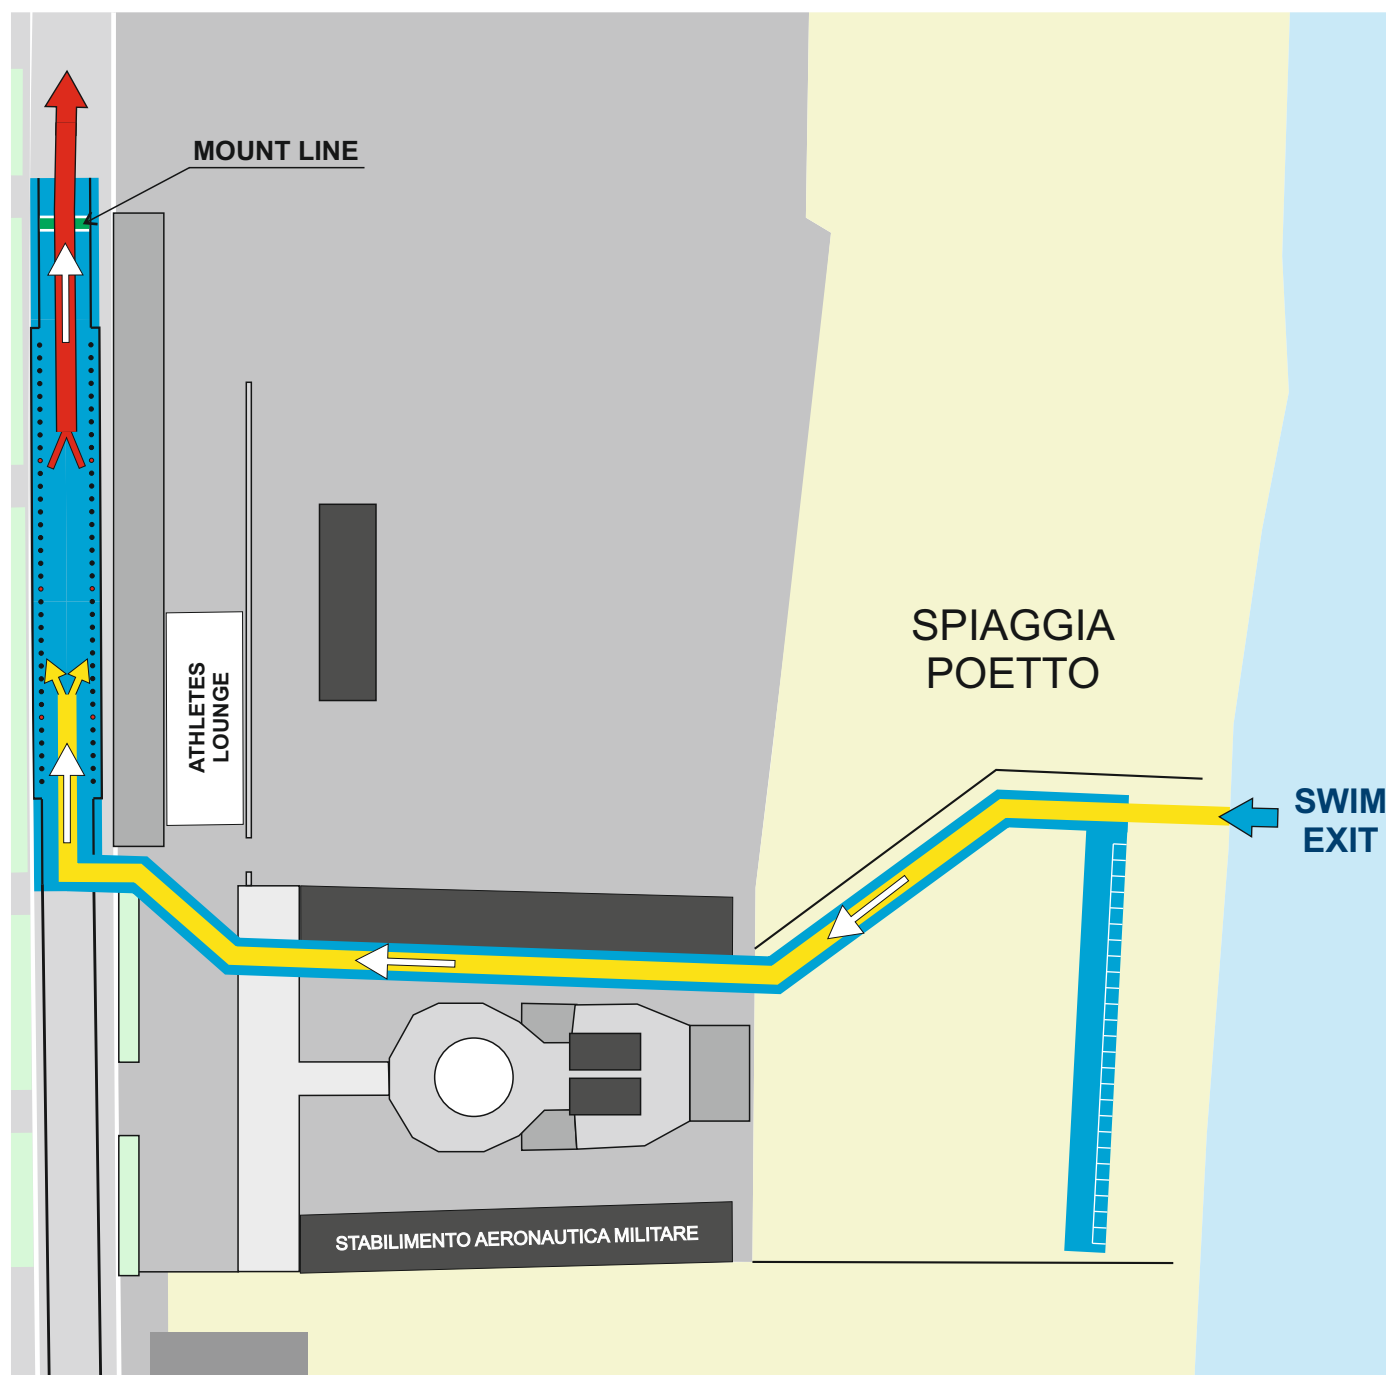 MOUNT LINE
SPIAGGIA
POETTO
ATHLETES
LOUNGE
SWIM
EXIT
STABILIMENTO AERONAUTICA MILITARE